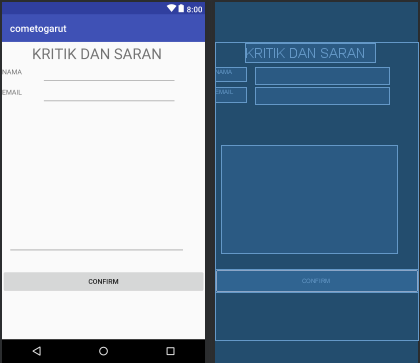 8:00
cometogarut
KRITIK DAN SARAN
NAMA
EMAIL
CONFIRM
KRITIK DAN SARAN
NAMA
EMAIL
CONFIRM